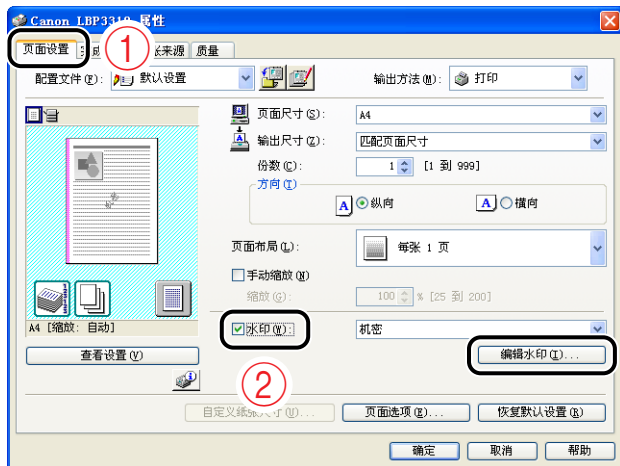 Canon LBP3310 属性
页面设置 张来源 质量
①
配置文件(F): 默认设置 输出方法(M): 打印
页面尺寸(S): A4
输出尺寸(Z): 匹配页面尺寸
份数(C): 1 [1 到 999]
方向(T)
A 纵向 A 横向
页面布局(L): 每张 1 页
手动缩放(N)
缩放(G): 100 % [25 到 200]
A4 [缩放: 自动]
水印(W): 机密
查看设置(V) 编辑水印(I)...
②
自定义纸张尺寸(U)... 页面选项(E)... 恢复默认设置(R)
确定 取消 帮助